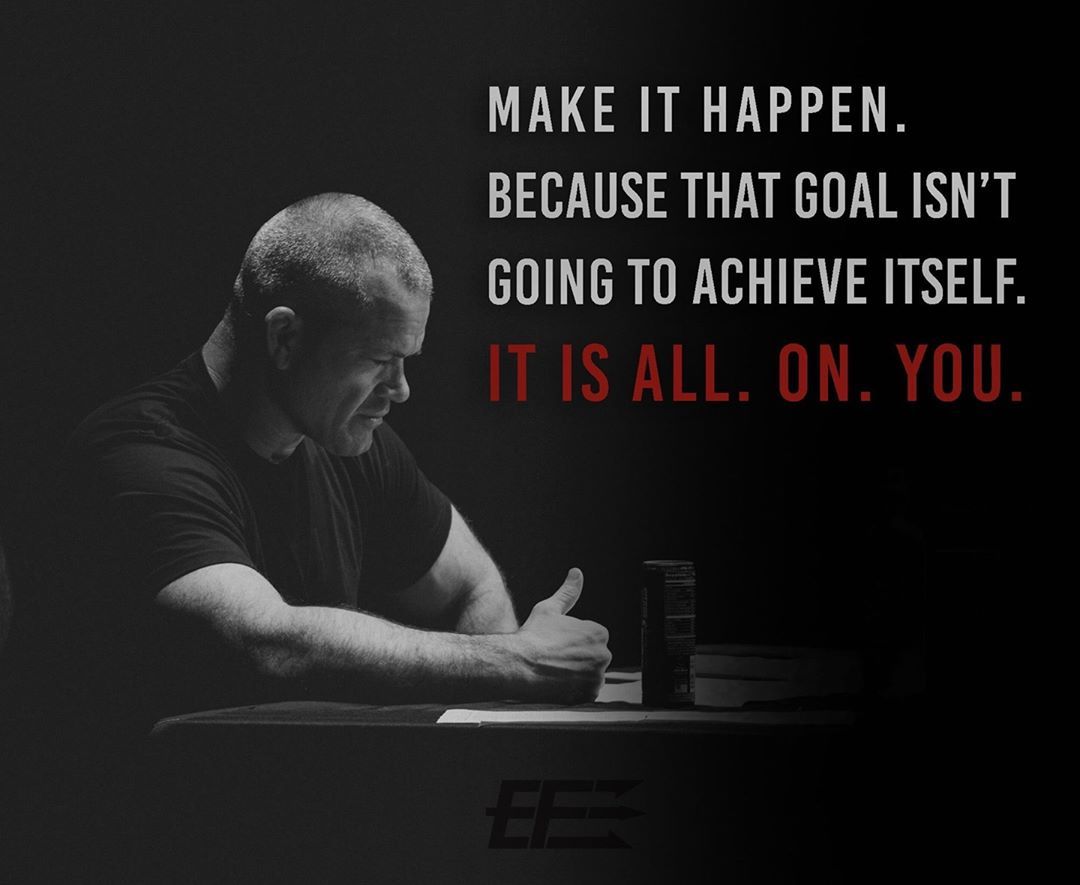 MAKE IT HAPPEN.
BECAUSE THAT GOAL ISN'T
GOING TO ACHIEVE ITSELF.
IT IS ALL. ON. YOU.